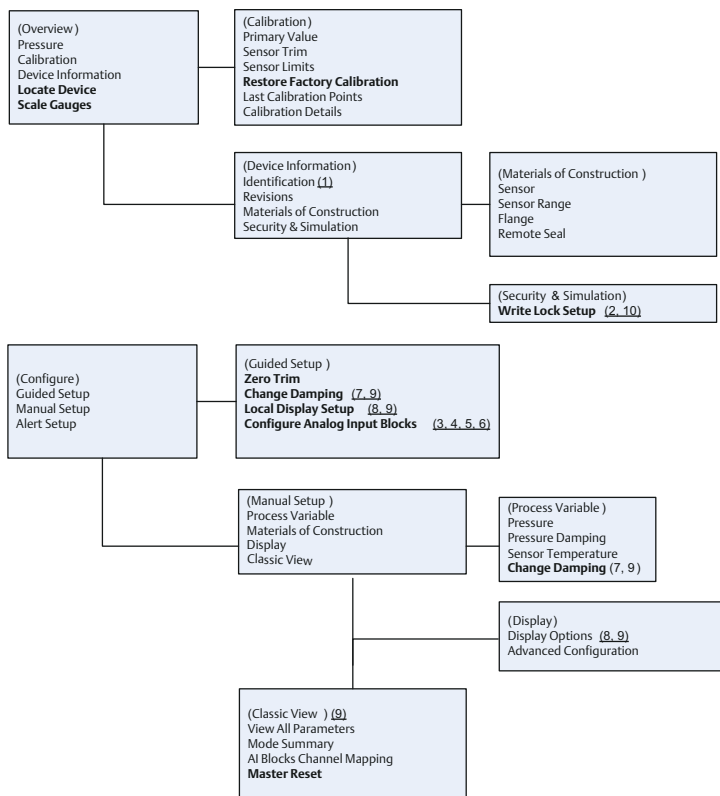 (Overview)
Pressure
Calibration
Device Information
Locate Device
Scale Gauges
(Calibration)
Primary Value
Sensor Trim
Sensor Limits
Restore Factory Calibration
Last Calibration Points
Calibration Details
(Device Information)
Identification (1)
Revisions
Materials of Construction
Security & Simulation
(Materials of Construction )
Sensor
Sensor Range
Flange
Remote Seal
(Security & Simulation)
Write Lock Setup (2, 10)
(Configure)
Guided Setup
Manual Setup
Alert Setup
(Guided Setup )
Zero Trim
Change Damping (7, 9)
Local Display Setup (8, 9)
Configure Analog Input Blocks (3, 4, 5, 6)
(Manual Setup )
Process Variable
Materials of Construction
Display
Classic View
(Process Variable )
Pressure
Pressure Damping
Sensor Temperature
Change Damping (7, 9)
(Display)
Display Options (8, 9)
Advanced Configuration
(Classic View ) (9)
View All Parameters
Mode Summary
AI Blocks Channel Mapping
Master Reset